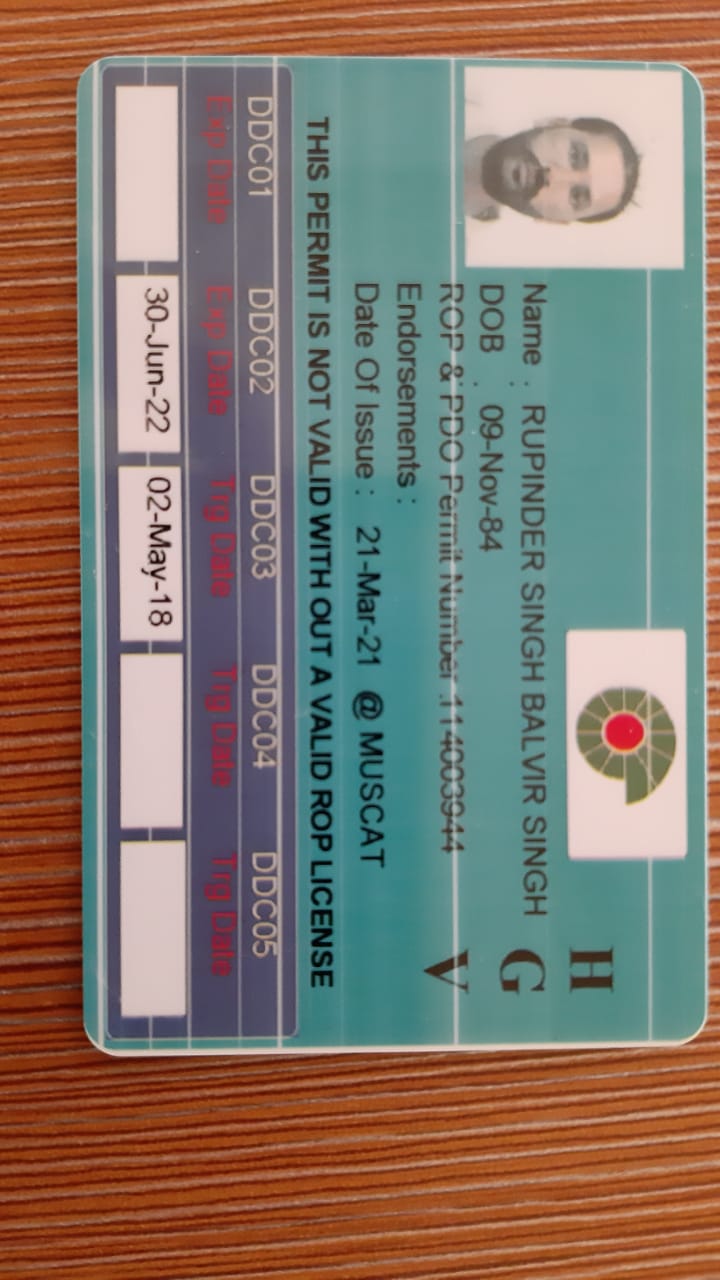 H
G
V
Name : RUPINDER SINGH BALVIR SINGH
DOB : 09-Nov-84
ROP & PDO Permit Number :114003944
Endorsements :
Date Of Issue : 21-Mar-21 @ MUSCAT
THIS PERMIT IS NOT VALID WITH OUT A VALID ROP LICENSE
DDC01 DDC02 DDC03 DDC04 DDC05
Exp Date Exp Date Trg Date Trg Date Trg Date
30-Jun-22 02-May-18